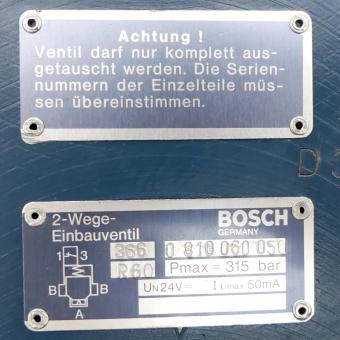 Achtung !
Ventil darf nur komplett aus-
getauscht werden. Die Serien-
nummern der Einzelteile müs-
sen übereinstimmen.
D
2-Wege-
Einbauventil
BOSCH
GERMANY
366 0 810 060 050
R60 Pmax = 315 bar
UN24V= I Lmax 50mA
1 3
B B
A